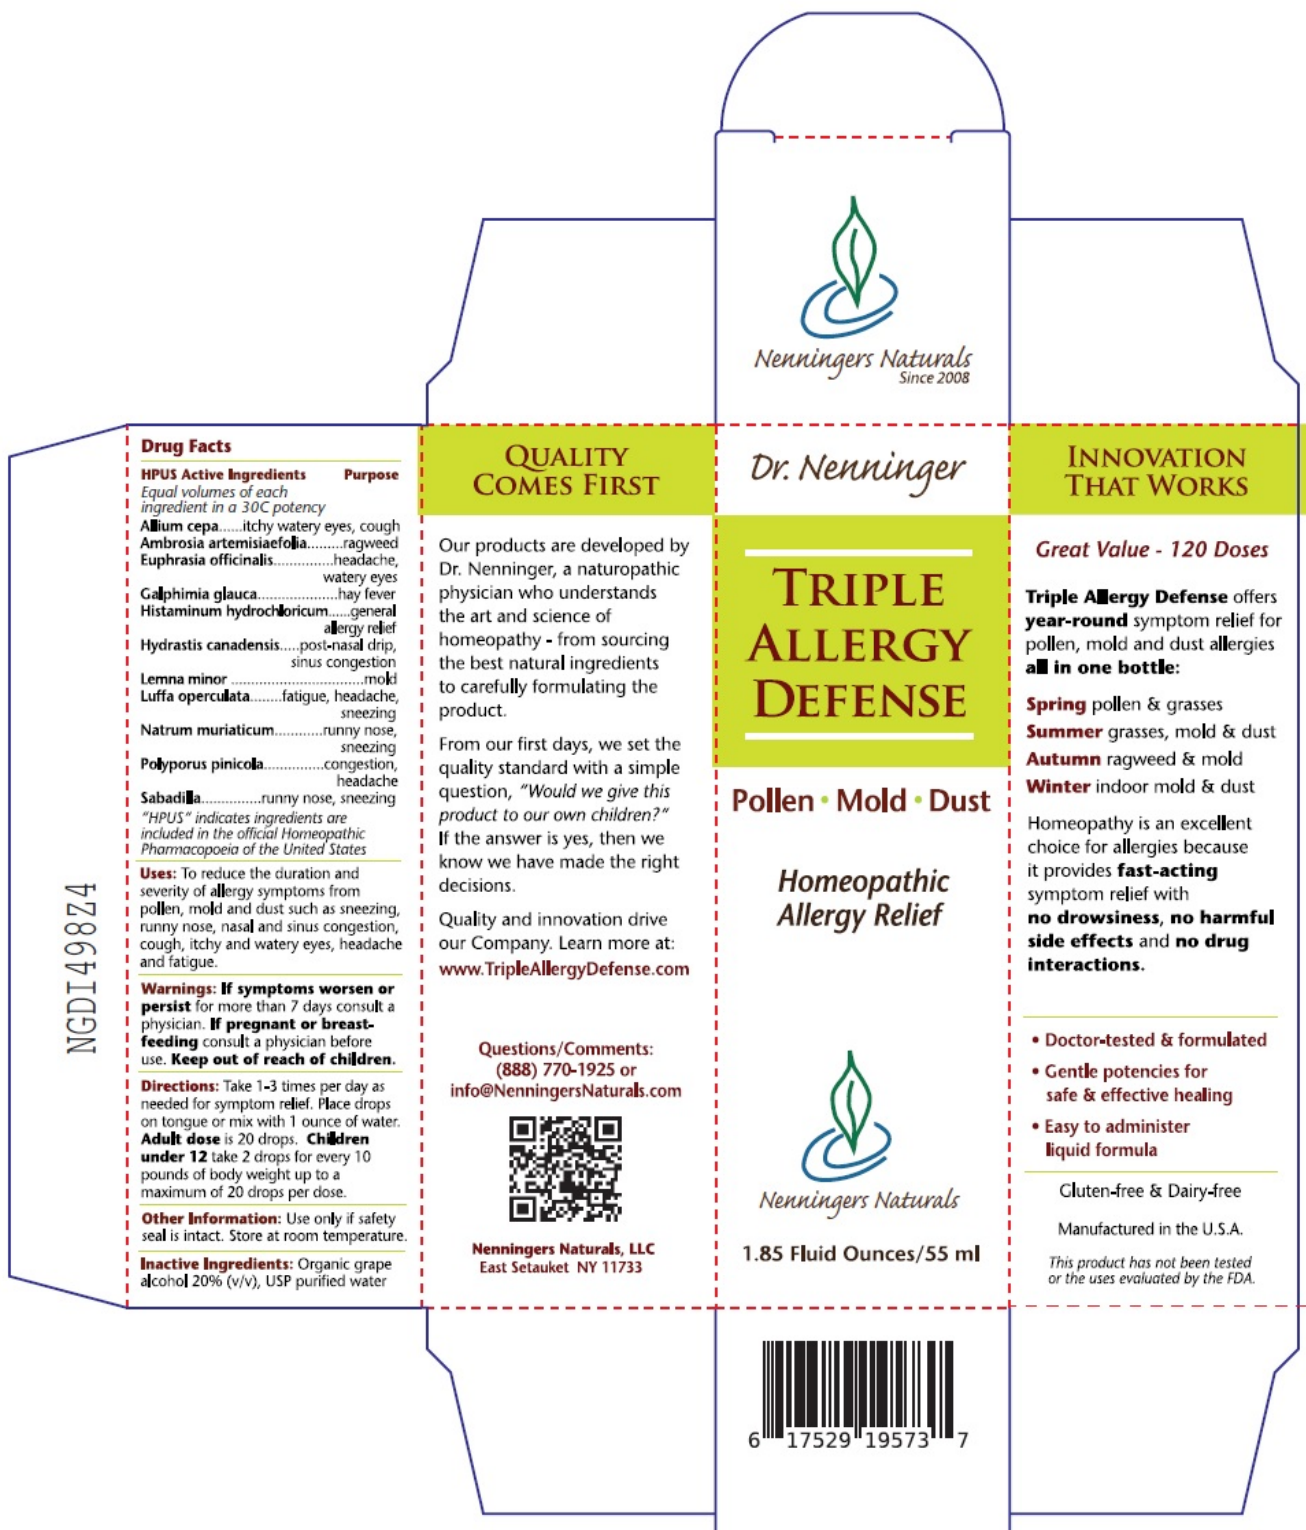 Nenningers Naturals
Since 2008
NGDI498Z4
Drug Facts
HPUS Active Ingredients Purpose
Equal volumes of each
ingredient in a 30C potency
Allium cepa......itchy watery eyes, cough
Ambrosia artemisiaefolia.........ragweed
Euphrasia officinalis...............headache,
watery eyes
Galphimia glauca....................hay fever
Histaminum hydrochloricum......general
allergy relief
Hydrastis canadensis.....post-nasal drip,
sinus congestion
Lemna minor .................................mold
Luffa operculata........fatigue, headache,
sneezing
Natrum muriaticum............runny nose,
sneezing
Polyporus pinicola...............congestion,
headache
Sabadilla...............runny nose, sneezing
"HPUS" indicates ingredients are
included in the official Homeopathic
Pharmacopoeia of the United States
Uses: To reduce the duration and
severity of allergy symptoms from
pollen, mold and dust such as sneezing,
runny nose, nasal and sinus congestion,
cough, itchy and watery eyes, headache
and fatigue.
Warnings: If symptoms worsen or
persist for more than 7 days consult a
physician. If pregnant or breast-
feeding consult a physician before
use. Keep out of reach of children.
Directions: Take 1-3 times per day as
needed for symptom relief. Place drops
on tongue or mix with 1 ounce of water.
Adult dose is 20 drops. Children
under 12 take 2 drops for every 10
pounds of body weight up to a
maximum of 20 drops per dose.
Other Information: Use only if safety
seal is intact. Store at room temperature.
Inactive Ingredients: Organic grape
alcohol 20% (v/v), USP purified water
QUALITY
COMES FIRST
Our products are developed by
Dr. Nenninger, a naturopathic
physician who understands
the art and science of
homeopathy - from sourcing
the best natural ingredients
to carefully formulating the
product.
From our first days, we set the
quality standard with a simple
question, "Would we give this
product to our own children?"
If the answer is yes, then we
know we have made the right
decisions.
Quality and innovation drive
our Company. Learn more at:
www.TripleAllergyDefense.com
Questions/Comments:
(888) 770-1925 or
info@NenningersNaturals.com
Nenningers Naturals, LLC
East Setauket NY 11733
Dr. Nenninger
TRIPLE
ALLERGY
DEFENSE
Pollen • Mold • Dust
Homeopathic
Allergy Relief
Nenningers Naturals
1.85 Fluid Ounces/55 ml
INNOVATION
THAT WORKS
Great Value - 120 Doses
Triple Allergy Defense offers
year-round symptom relief for
pollen, mold and dust allergies
all in one bottle:
Spring pollen & grasses
Summer grasses, mold & dust
Autumn ragweed & mold
Winter indoor mold & dust
Homeopathy is an excellent
choice for allergies because
it provides fast-acting
symptom relief with
no drowsiness, no harmful
side effects and no drug
interactions.
• Doctor-tested & formulated
• Gentle potencies for
safe & effective healing
• Easy to administer
liquid formula
Gluten-free & Dairy-free
Manufactured in the U.S.A.
This product has not been tested
or the uses evaluated by the FDA.
6 17529 19573 7